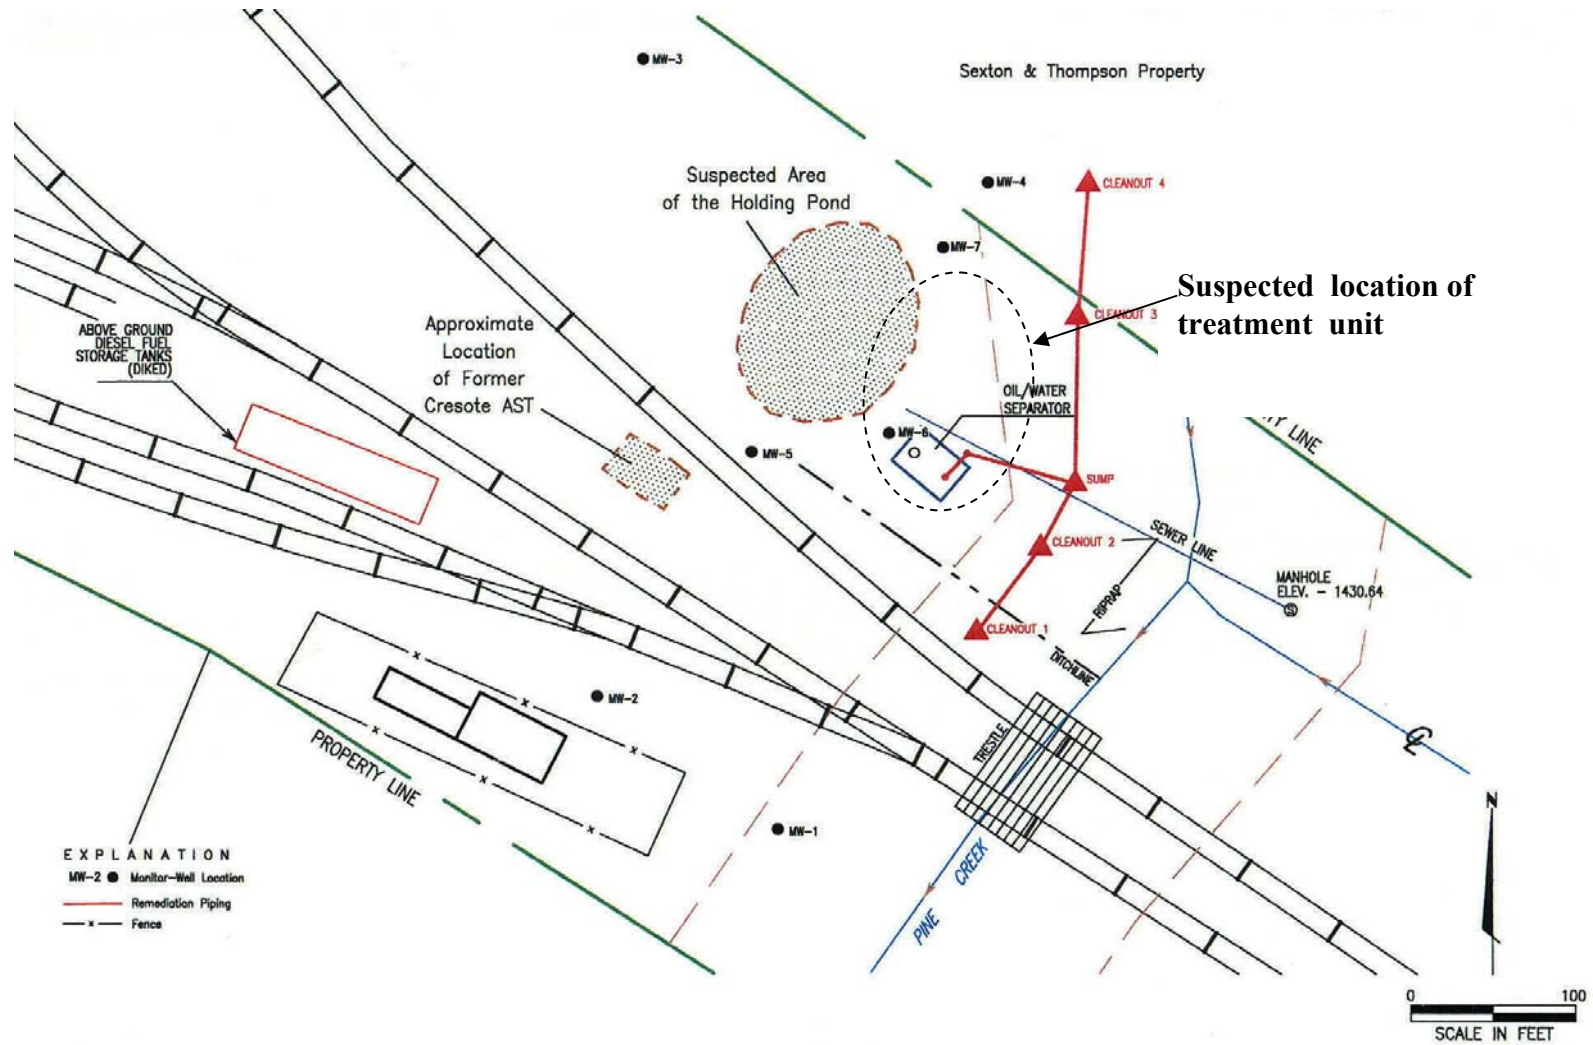 MW-3
Sexton & Thompson Property
Suspected Area
of the Holding Pond
MW-4
CLEANOUT 4
MW-7
Suspected location of
treatment unit
CLEANOUT 3
ABOVE GROUND
DIESEL FUEL
STORAGE TANKS
(DIKED)
Approximate
Location
of Former
Cresote AST
OIL/WATER
SEPARATOR
TY LINE
MW-6
MW-5
SUMP
CLEANOUT 2
SEWER LINE
MANHOLE
ELEV. - 1430.64
S
RIPRAP
CLEANOUT 1
DITCHLINE
MW-2
TRESTLE
PROPERTY LINE
CL
N
MW-1
PINE CREEK
EXPLANATION
MW-2 Monitor-Well Location
Remediation Piping
x Fence
0 100
SCALE IN FEET